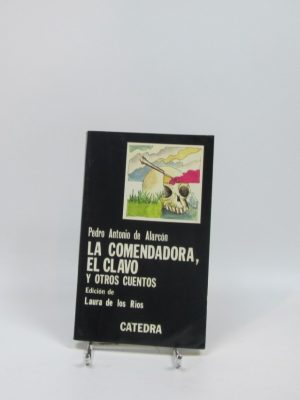 Pedro Antonio de Alarcón
LA COMENDADORA,
EL CLAVO
Y OTROS CUENTOS
Edición de
Laura de los Ríos
CATEDRA